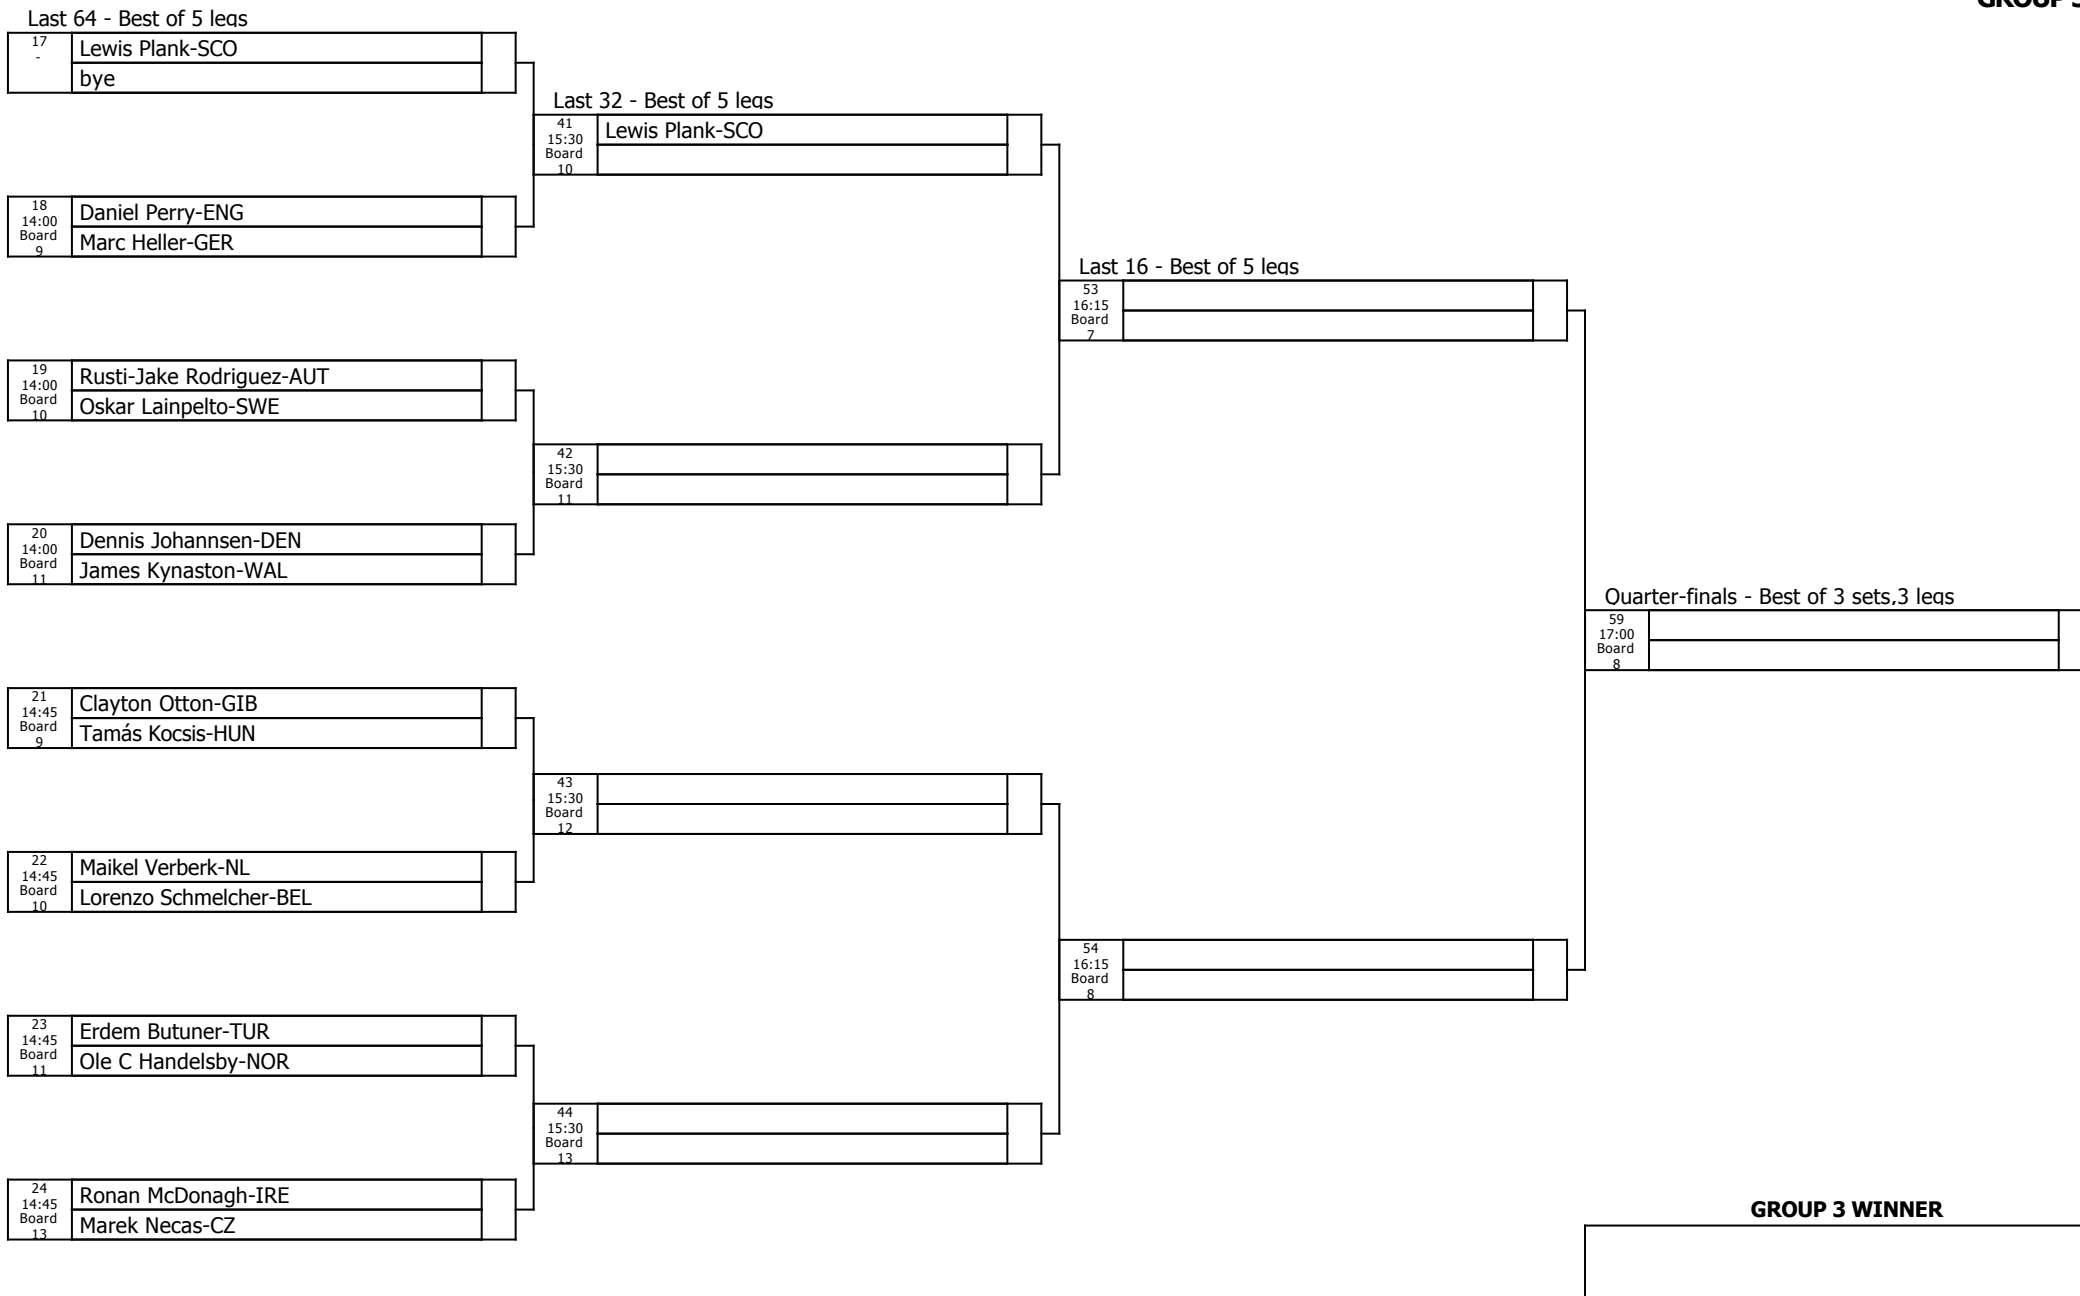 GROUP 3
Last 64 - Best of 5 legs
17
-
Lewis Plank-SCO
bye
18
14:00
Board
9
Daniel Perry-ENG
Marc Heller-GER
19
14:00
Board
10
Rusti-Jake Rodriguez-AUT
Oskar Lainpelto-SWE
20
14:00
Board
11
Dennis Johannsen-DEN
James Kynaston-WAL
21
14:45
Board
9
Clayton Otton-GIB
Tamás Kocsis-HUN
22
14:45
Board
10
Maikel Verberk-NL
Lorenzo Schmelcher-BEL
23
14:45
Board
11
Erdem Butuner-TUR
Ole C Handelsby-NOR
24
14:45
Board
13
Ronan McDonagh-IRE
Marek Necas-CZ
Last 32 - Best of 5 legs
41
15:30
Board
10
Lewis Plank-SCO
42
15:30
Board
11
43
15:30
Board
12
44
15:30
Board
13
Last 16 - Best of 5 legs
53
16:15
Board
7
54
16:15
Board
8
Quarter-finals - Best of 3 sets,3 legs
59
17:00
Board
8
GROUP 3 WINNER